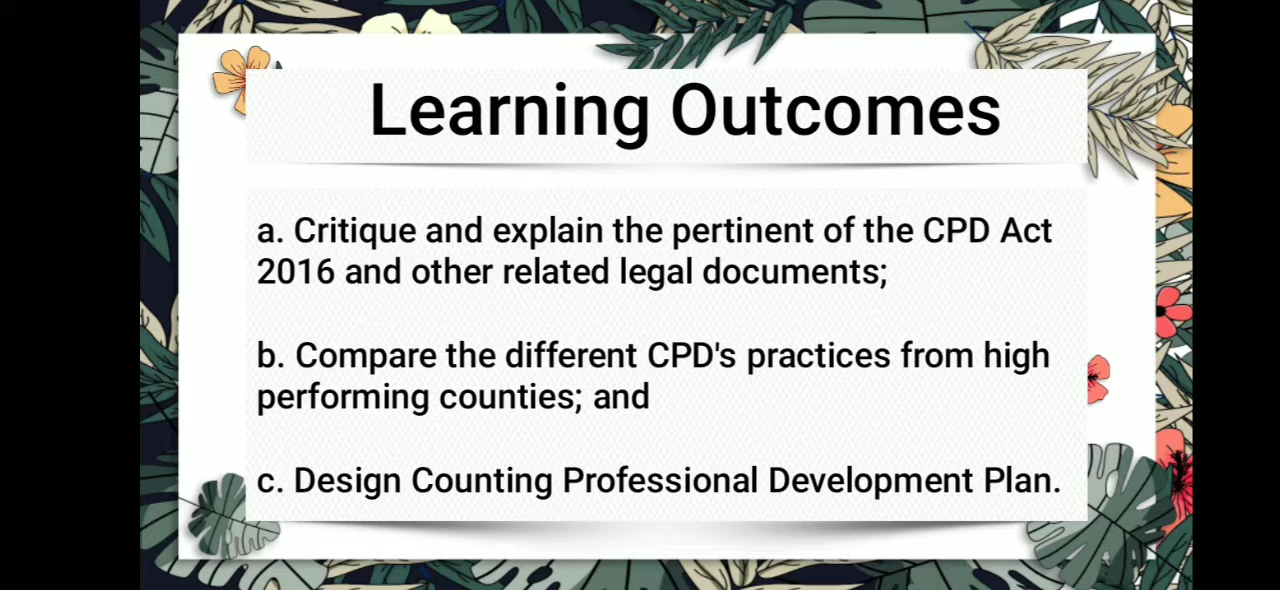 Learning Outcomes
a. Critique and explain the pertinent of the CPD Act
2016 and other related legal documents;
b. Compare the different CPD's practices from high
performing counties; and
c. Design Counting Professional Development Plan.